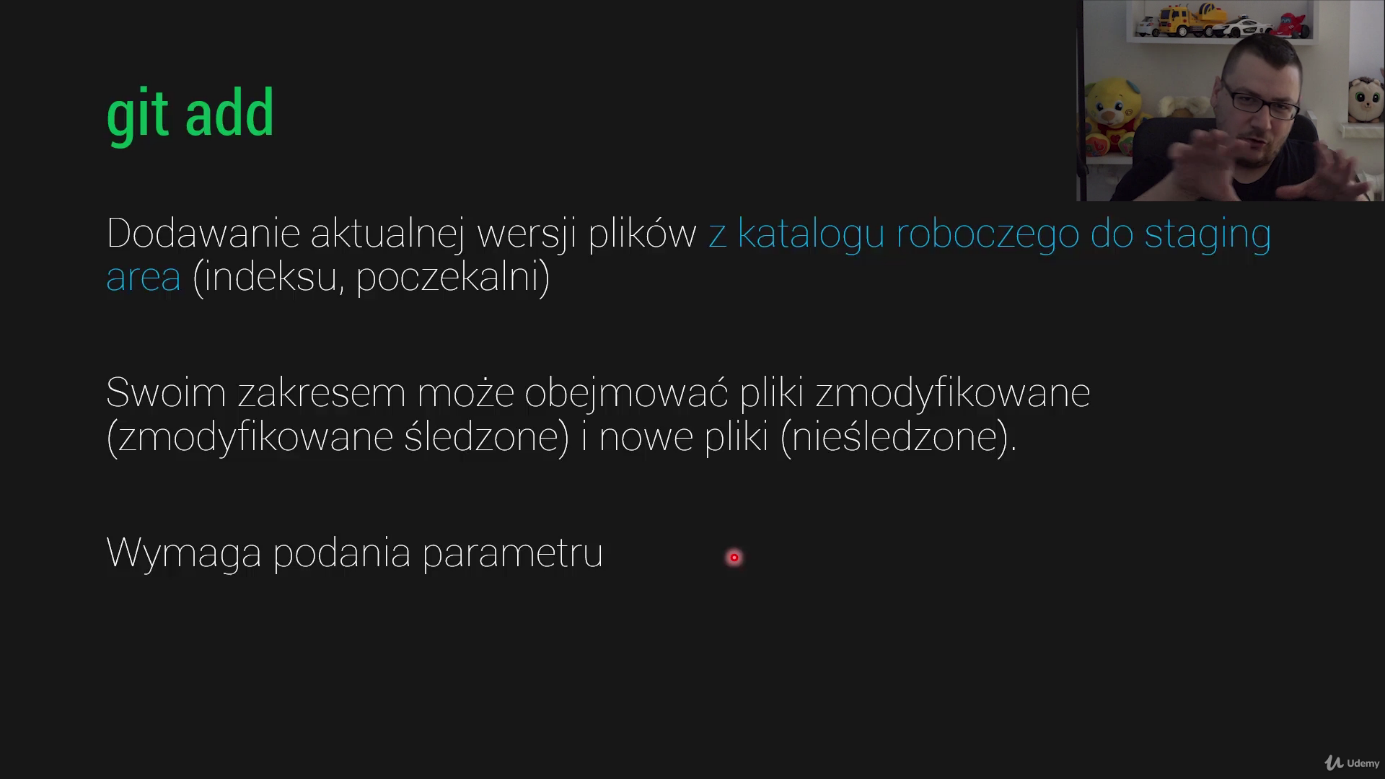 git add
Dodawanie aktualnej wersji plików z katalogu roboczego do staging
area (indeksu, poczekalni)
Swoim zakresem może obejmować pliki zmodyfikowane
(zmodyfikowane śledzone) i nowe pliki (nieśledzone).
Wymaga podania parametru
Udemy